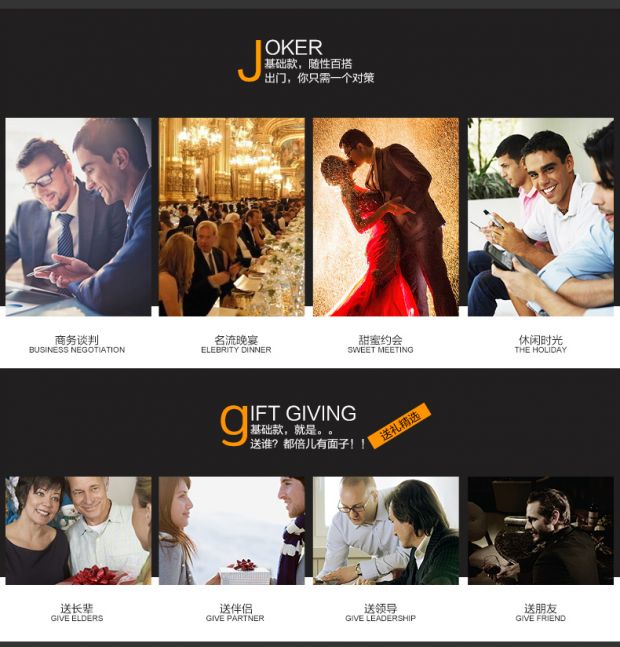 JOKER
基础款，随性百搭
出门，你只需一个对策
商务谈判
BUSINESS NEGOTIATION
名流晚宴
ELEBRITY DINNER
甜蜜约会
SWEET MEETING
休闲时光
THE HOLIDAY
gIFT GIVING
基础款，就是。。
送谁？都倍儿有面子！！
送礼精选
送长辈
GIVE ELDERS
送伴侣
GIVE PARTNER
送领导
GIVE LEADERSHIP
送朋友
GIVE FRIEND